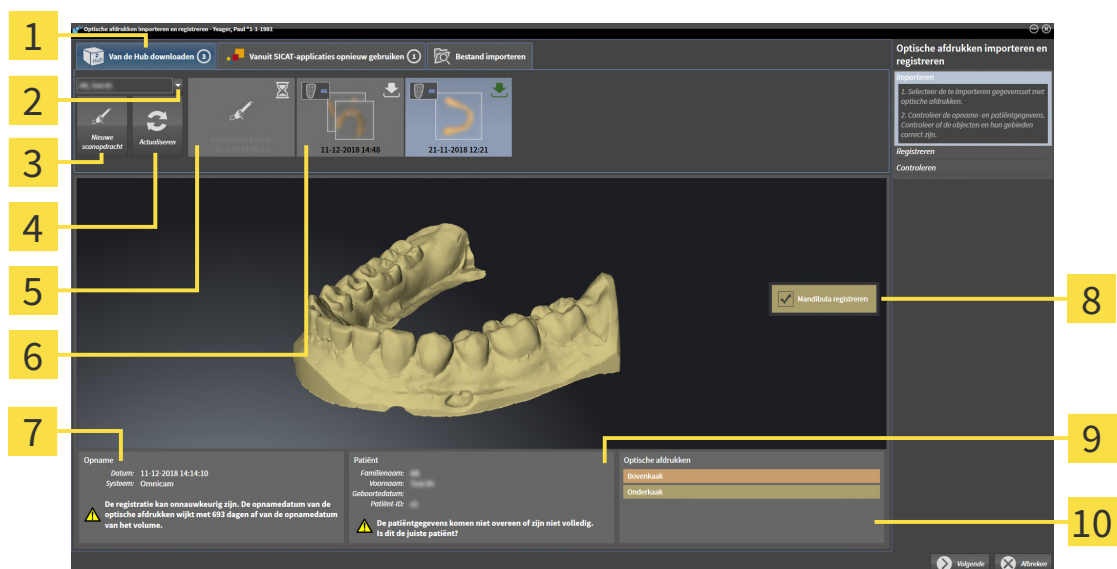 Optische afdrukken importeren en registreren - Yeager, Paul *1-1-1981
1
2
3
4
5
6
7
8
9
10
Van de Hub downloaden 3
Vanuit SICAT-applicaties opnieuw gebruiken 1
Bestand importeren
Nieuwe
scanopdracht
Actualiseren
46
11-12-2018 14:48
46
21-11-2018 12:21
Optische afdrukken importeren en
registreren
Importeren
1. Selecteer de te importeren gegevensset met
optische afdrukken.
2. Controleer de opname- en patiëntgegevens.
Controleer of de objecten en hun gebieden
correct zijn.
Registreren
Controleren
Mandibula registreren
Opname
Datum: 11-12-2018 14:14:10
Systeem: Omnicam
De registratie kan onnauwkeurig zijn. De opnamedatum van de
optische afdrukken wijkt met 693 dagen af van de opnamedatum
van het volume.
Patiënt
Familienaam:
Voornaam:
Geboortedatum:
Patiënt-ID:
De patiëntgegevens komen niet overeen of zijn niet volledig.
Is dit de juiste patiënt?
Optische afdrukken
Bovenkaak
Onderkaak
Volgende
Afbreken